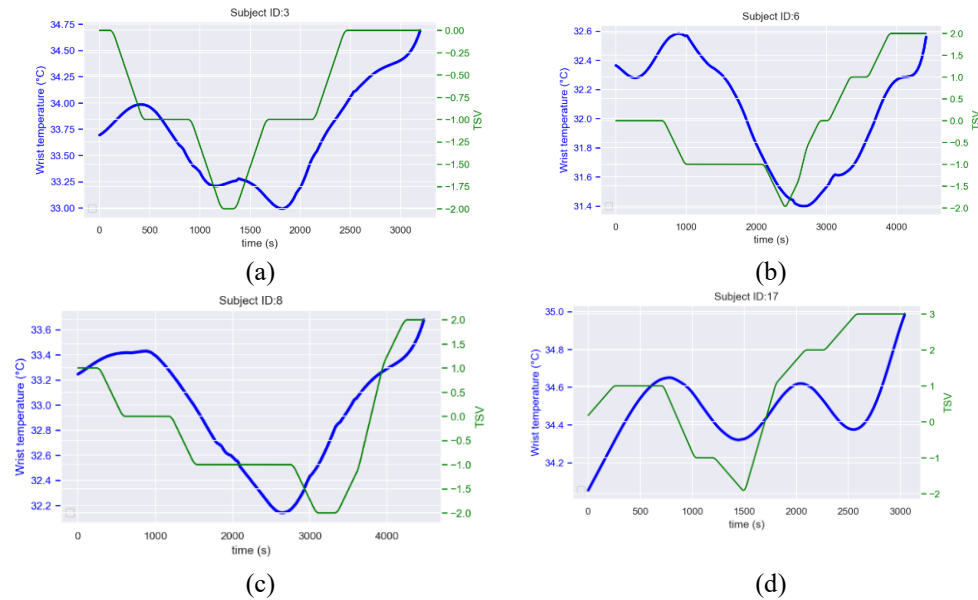 Subject ID:3
Wrist temperature (°C)
34.75
34.50
34.25
34.00
33.75
33.50
33.25
33.00
0.00
−0.25
−0.50
−0.75
−1.00
−1.25
−1.50
−1.75
−2.00
TSV
0 500 1000 1500 2000 2500 3000
time (s)
(a)
Subject ID:6
Wrist temperature (°C)
32.6
32.4
32.2
32.0
31.8
31.6
31.4
2.0
1.5
1.0
0.5
0.0
−0.5
−1.0
−1.5
−2.0
TSV
0 1000 2000 3000 4000
time (s)
(b)
Subject ID:8
Wrist temperature (°C)
33.6
33.4
33.2
33.0
32.8
32.6
32.4
32.2
2.0
1.5
1.0
0.5
0.0
−0.5
−1.0
−1.5
−2.0
TSV
0 1000 2000 3000 4000
time (s)
(c)
Subject ID:17
Wrist temperature (°C)
35.0
34.8
34.6
34.4
34.2
3
2
1
0
−1
−2
TSV
0 500 1000 1500 2000 2500 3000
time (s)
(d)